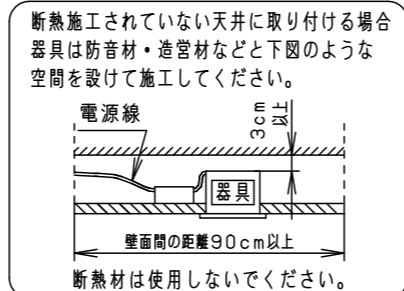 断熱施工されていない天井に取り付ける場合
器具は防音材・造営材などと下図のような
空間を設けて施工してください。
電源線
3cm
以上
器具
壁面間の距離90cm以上
断熱材は使用しないでください。